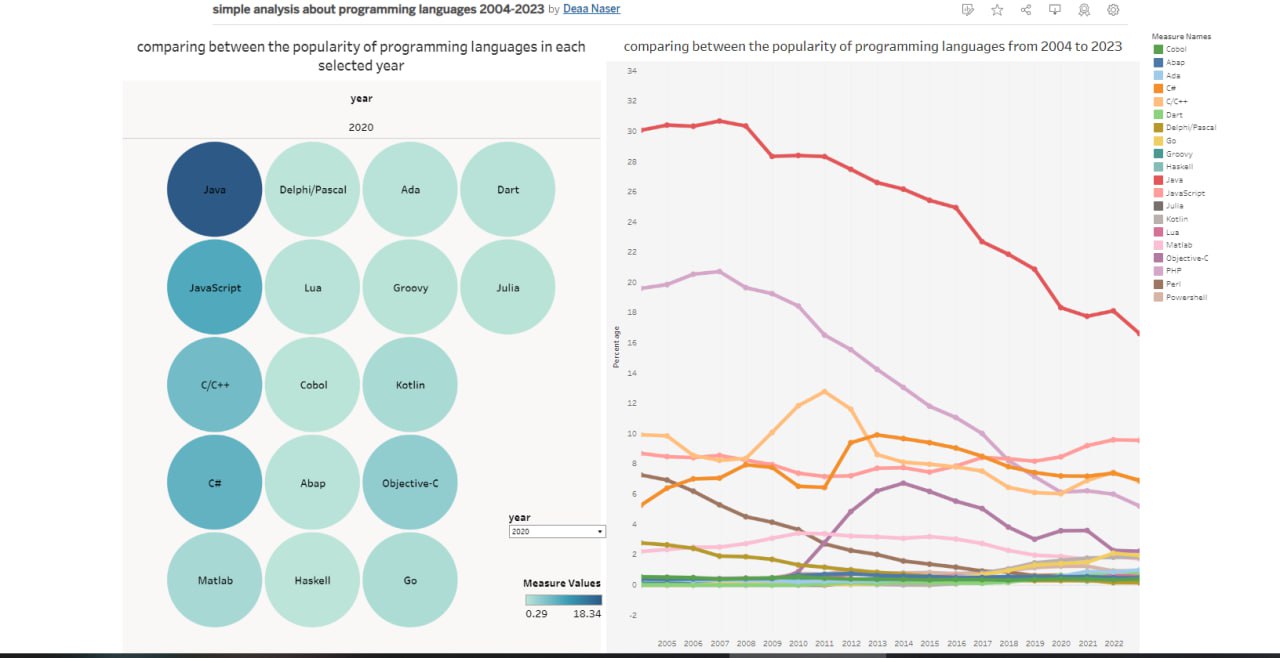 simple analysis about programming languages 2004-2023 by Deaa Naser
comparing between the popularity of programming languages in each
selected year
year
2020
Java
Delphi/Pascal
Ada
Dart
JavaScript
Lua
Groovy
Julia
C/C++
Cobol
Kotlin
C#
Abap
Objective-C
Matlab
Haskell
Go
year
2020
Measure Values
0.29 18.34
comparing between the popularity of programming languages from 2004 to 2023
Percentage
34
32
30
28
26
24
22
20
18
16
14
12
10
8
6
4
2
0
-2
2005 2006 2007 2008 2009 2010 2011 2012 2013 2014 2015 2016 2017 2018 2019 2020 2021 2022
Measure Names
Cobol
Abap
Ada
C#
C/C++
Dart
Delphi/Pascal
Go
Groovy
Haskell
Java
JavaScript
Julia
Kotlin
Lua
Matlab
Objective-C
PHP
Perl
Powershell